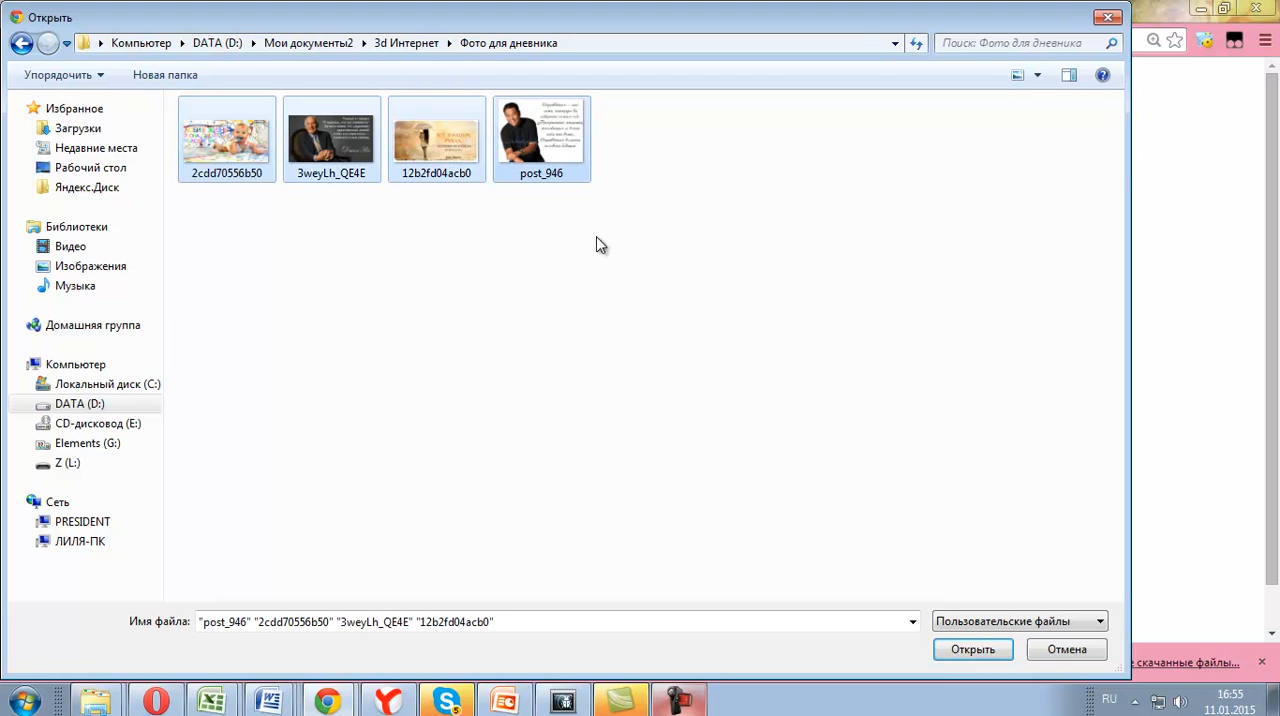 Открыть
Компьютер DATA (D:) Мои документы2 3d Интернет Фото для дневника
Поиск: Фото для дневника
Упорядочить Новая папка
Избранное
Загрузки
Недавние места
Рабочий стол
Яндекс.Диск
Библиотеки
Видео
Изображения
Музыка
Домашняя группа
Компьютер
Локальный диск (C:)
DATA (D:)
CD-дисковод (E:)
Elements (G:)
Z (L:)
Сеть
PRESIDENT
ЛИЛЯ-ПК
2cdd70556b50 3weyLh_QE4E 12b2fd04acb0 post_946
Имя файла: "post_946" "2cdd70556b50" "3weyLh_QE4E" "12b2fd04acb0" Пользовательские файлы
Открыть Отмена
скачанные файлы...
RU 16:55
11.01.2015